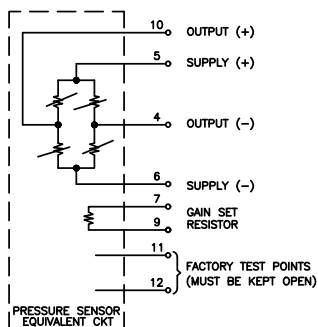 10 OUTPUT (+)
5 SUPPLY (+)
4 OUTPUT (-)
6 SUPPLY (-)
7
GAIN SET
RESISTOR
9
11
FACTORY TEST POINTS
(MUST BE KEPT OPEN)
12
PRESSURE SENSOR
EQUIVALENT CKT